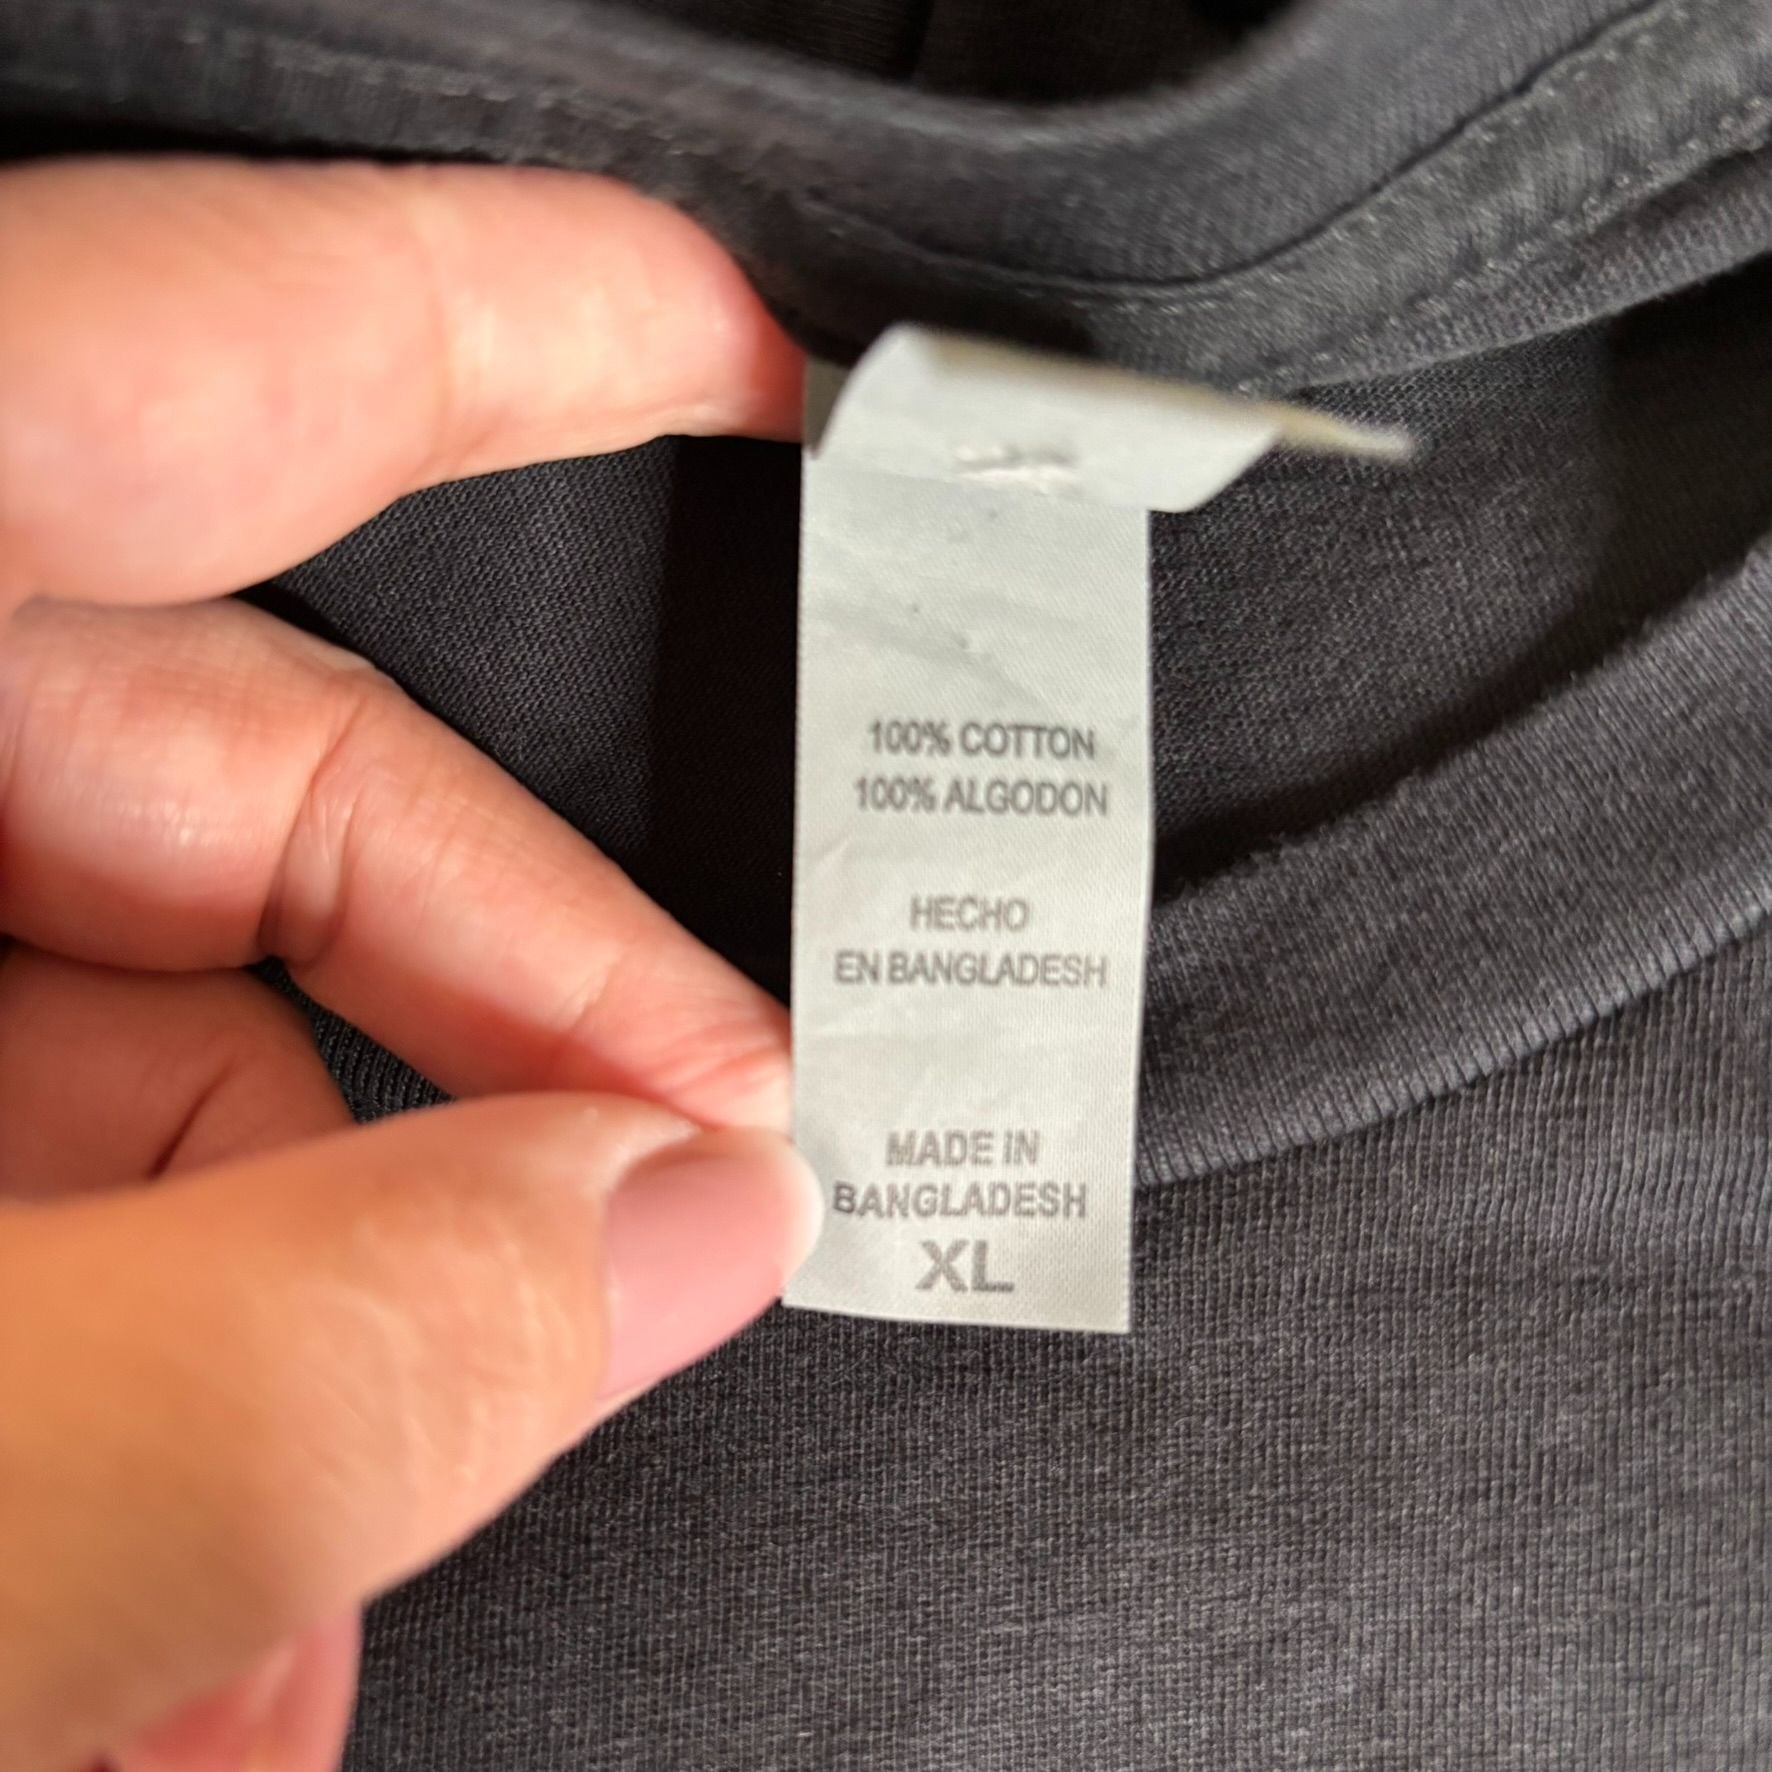 100% COTTON
100% ALGODON
HECHO
EN BANGLADESH
MADE IN
BANGLADESH
XL